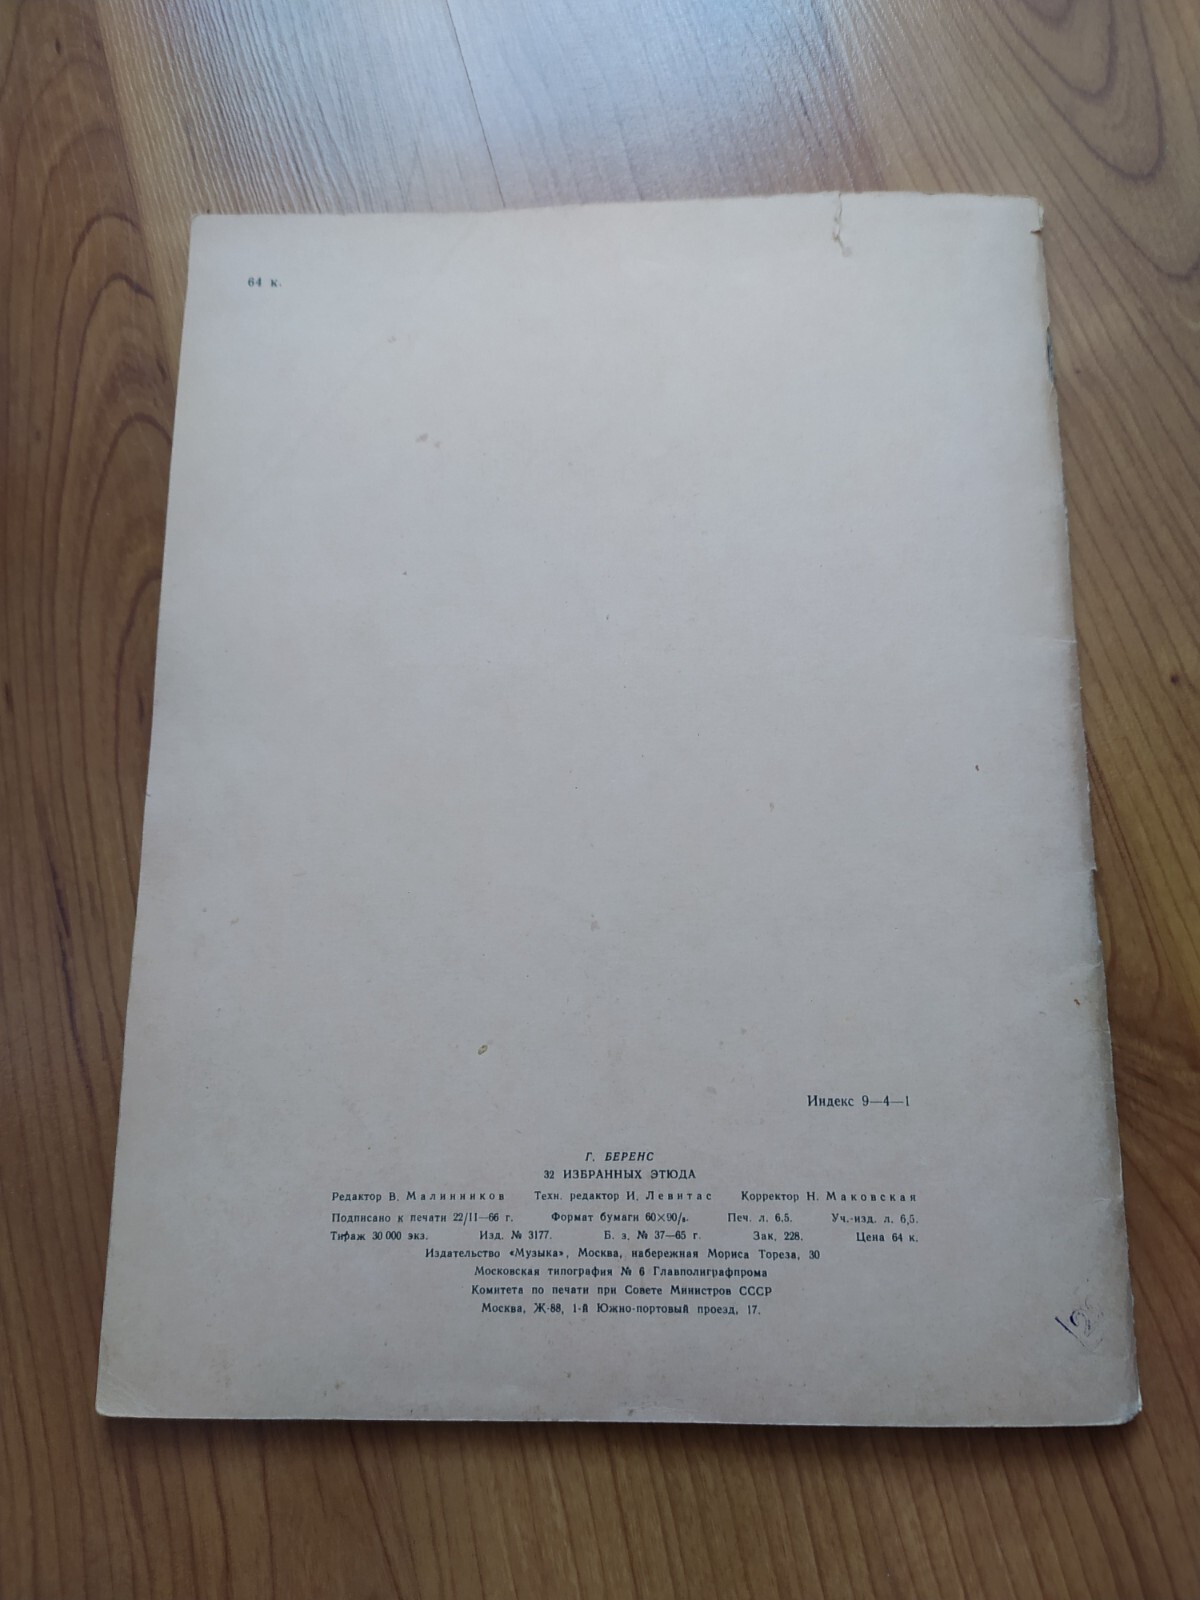 64 к.
Индекс 9—4—1
Г. БЕРЕНС
32 ИЗБРАННЫХ ЭТЮДА
Редактор В. Малинников Техн. редактор И. Левитас Корректор Н. Маковская
Подписано к печати 22/II—66 г. Формат бумаги 60×90/₈. Печ. л. 6.5. Уч.-изд. л. 6,5.
Тираж 30 000 экз. Изд. № 3177. Б. з. № 37—65 г. Зак. 228. Цена 64 к.
Издательство «Музыка», Москва, набережная Мориса Тореза, 30
Московская типография № 6 Главполиграфпрома
Комитета по печати при Совете Министров СССР
Москва, Ж-88, 1-й Южно-портовый проезд, 17.